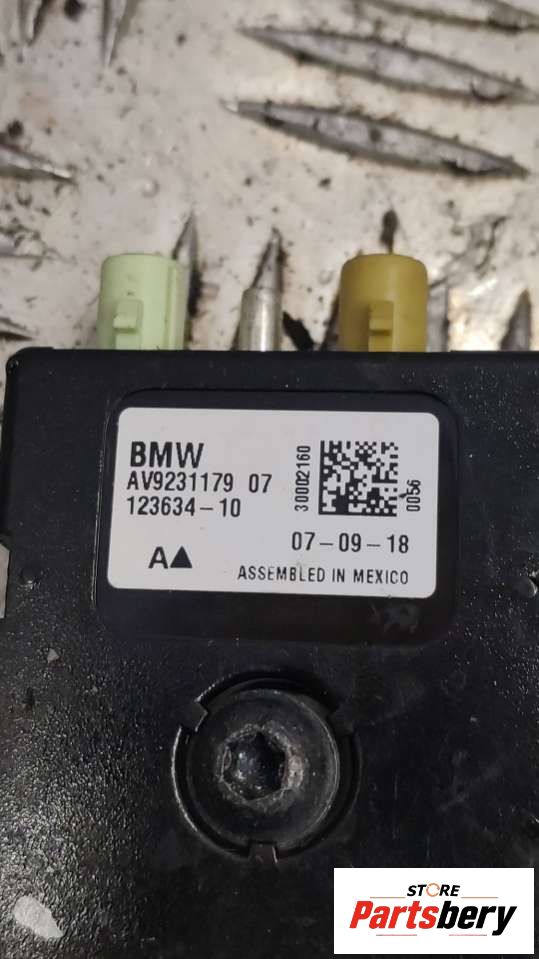 BMW
AV9231179 07
123634-10
30002160
0056
07-09-18
A▲
ASSEMBLED IN MEXICO
STORE
Partsbery